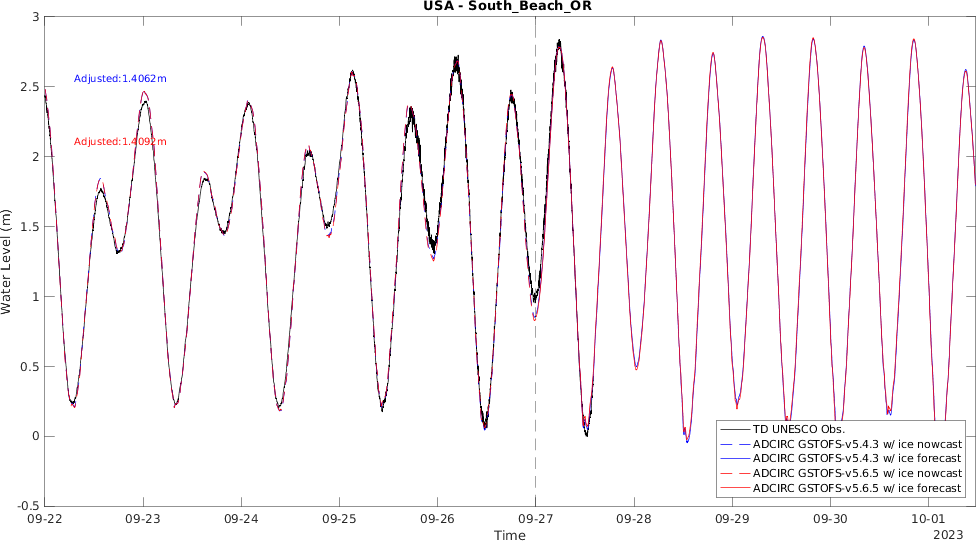 USA - South_Beach_OR
3
2.5
2
1.5
1
0.5
0
-0.5
Water Level (m)
Adjusted:1.4062m
Adjusted:1.4092m
TD UNESCO Obs.
ADCIRC GSTOFS-v5.4.3 w/ ice nowcast
ADCIRC GSTOFS-v5.4.3 w/ ice forecast
ADCIRC GSTOFS-v5.6.5 w/ ice nowcast
ADCIRC GSTOFS-v5.6.5 w/ ice forecast
09-22 09-23 09-24 09-25 09-26 09-27 09-28 09-29 09-30 10-01
Time
2023